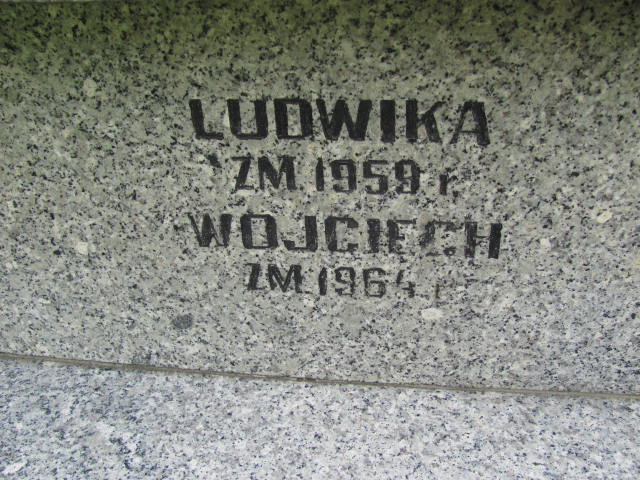 LUDWIKA
ZM. 1959 r
WOJCIECH
ZM. 1964 r